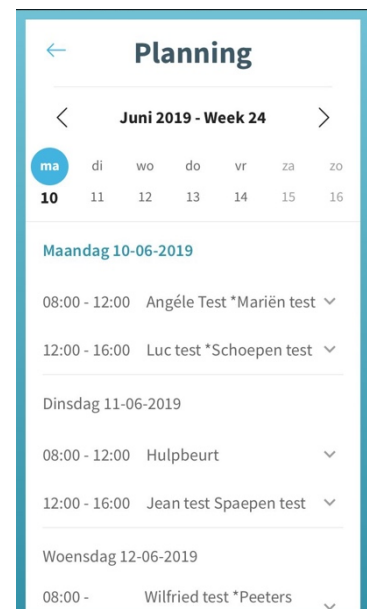 Planning
Juni 2019 - Week 24
ma di wo do vr za zo
10 11 12 13 14 15 16
Maandag 10-06-2019
08:00 - 12:00 Angéle Test *Mariën test
12:00 - 16:00 Luc test *Schoepen test
Dinsdag 11-06-2019
08:00 - 12:00 Hulpbeurt
12:00 - 16:00 Jean test Spaepen test
Woensdag 12-06-2019
08:00 - Wilfried test *Peeters